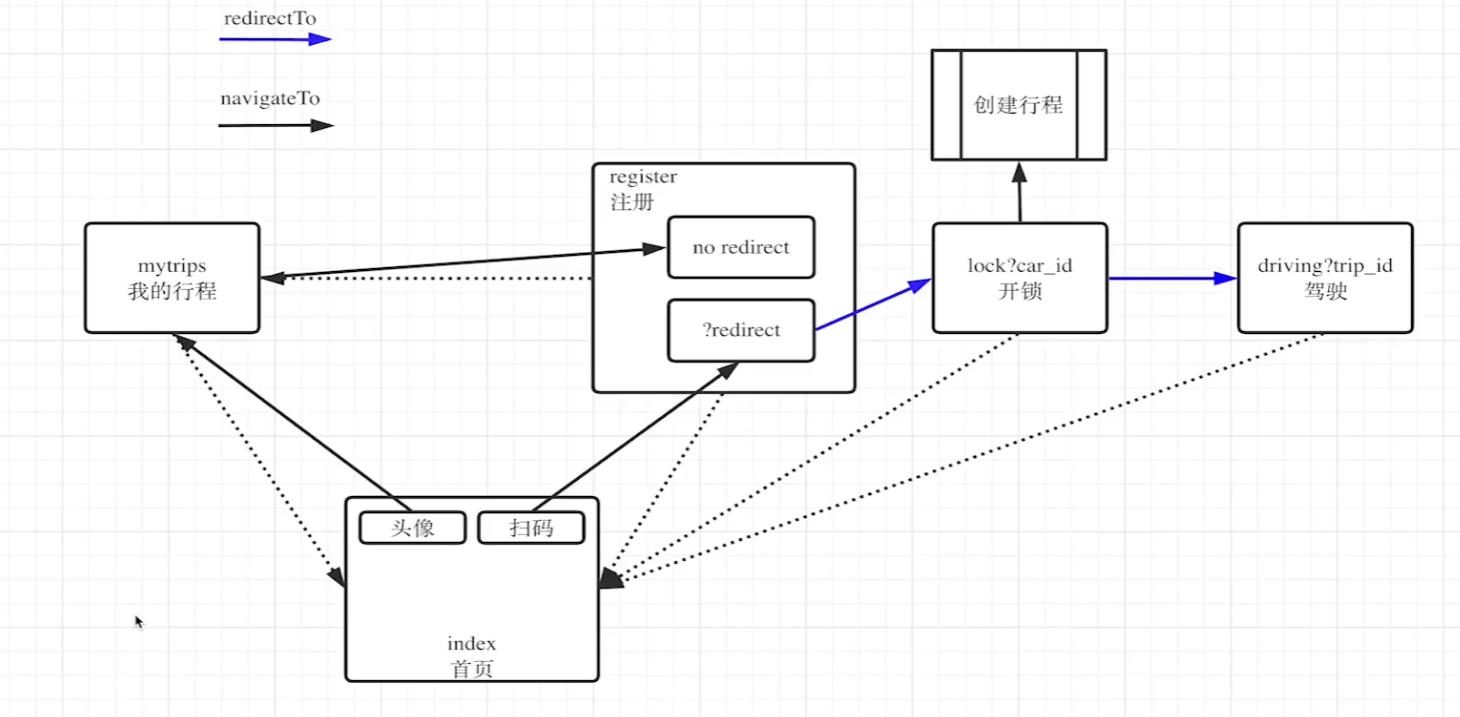 redirectTo
navigateTo
创建行程
register
注册
no redirect
?redirect
mytrips
我的行程
lock?car_id
开锁
driving?trip_id
驾驶
头像
扫码
index
首页